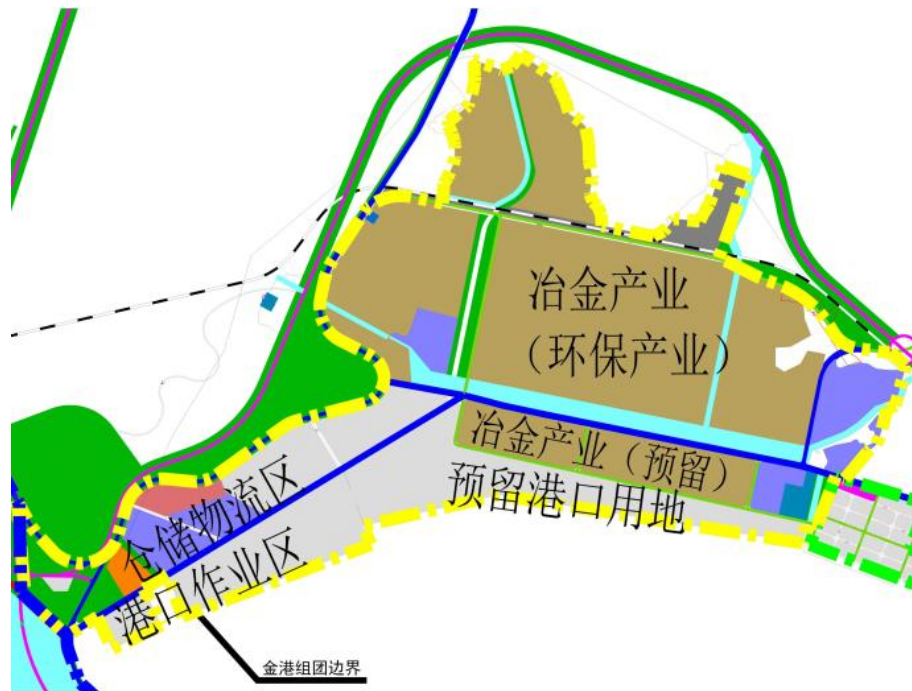 冶金产业
（环保产业）
冶金产业（预留）
预留港口用地
仓储物流区
港口作业区
金港组团边界